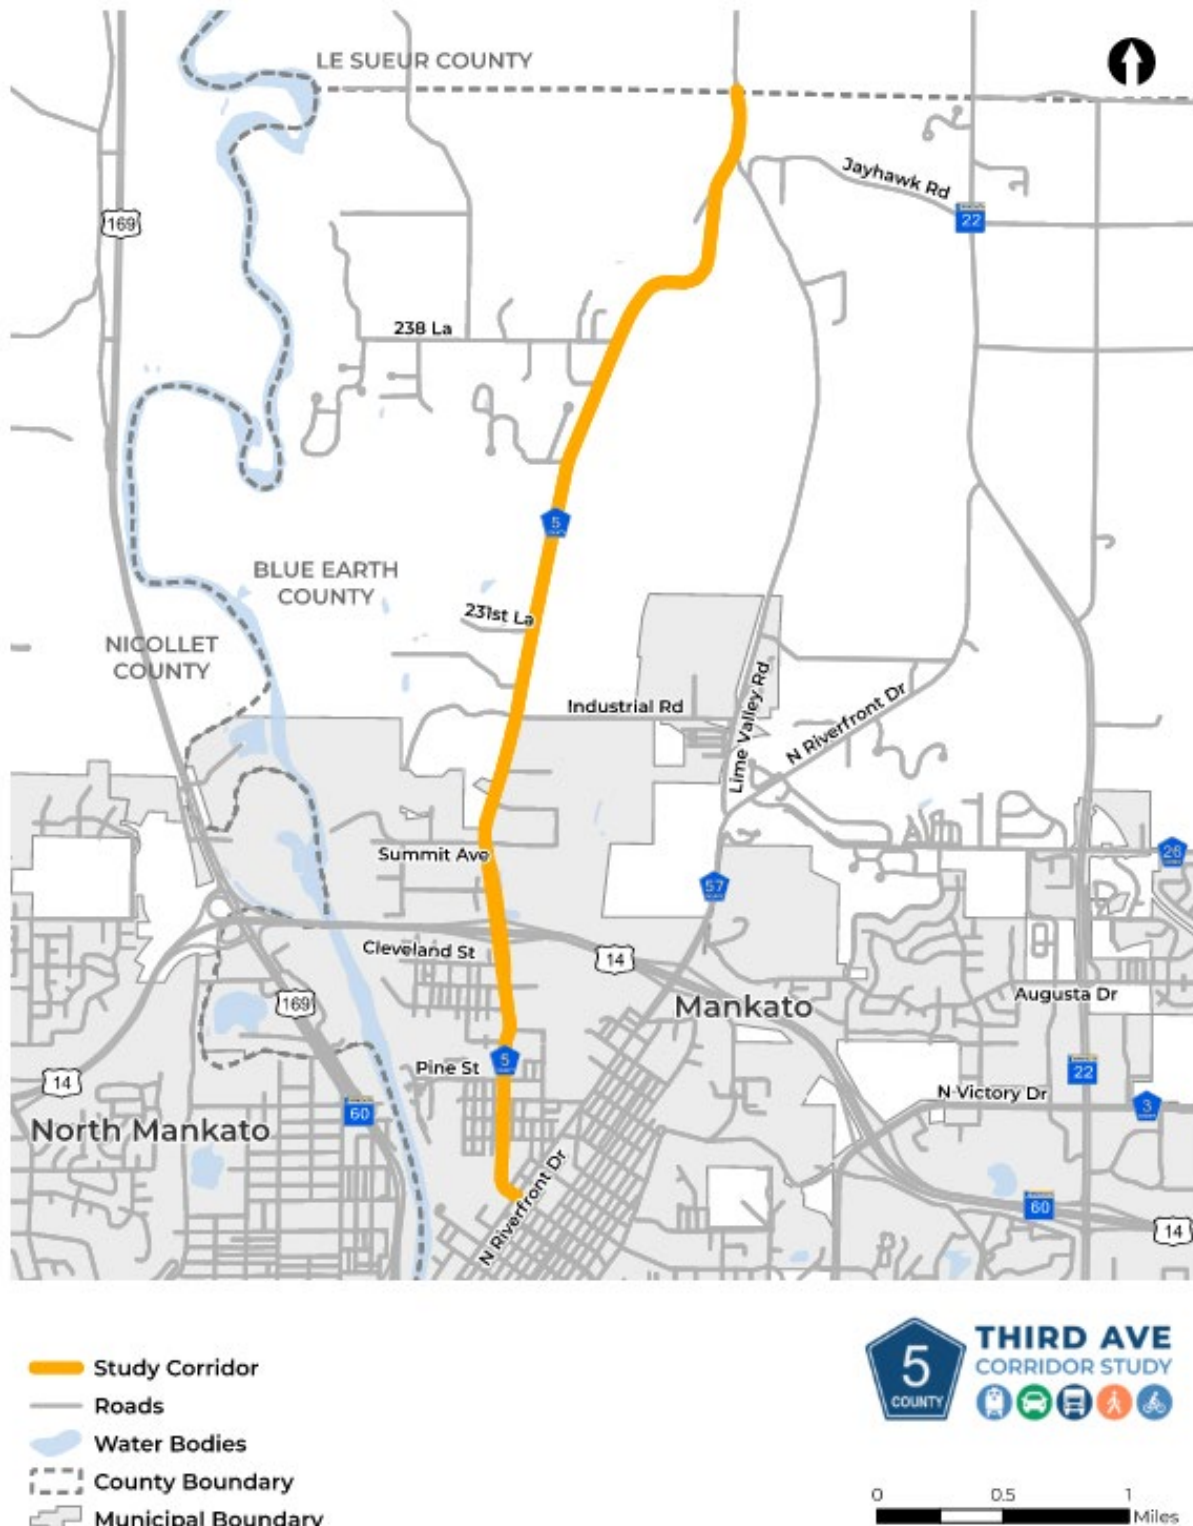 LE SUEUR COUNTY
Jayhawk Rd
22
169
238 La
5
BLUE EARTH
COUNTY
231st La
NICOLLET
COUNTY
Industrial Rd
Lime Valley Rd
N Riverfront Dr
Summit Ave
26
57
Cleveland St
14
169
Mankato
Augusta Dr
5
Pine St
14
22
N Victory Dr
3
60
North Mankato
N Riverfront Dr
60
14
Study Corridor
Roads
Water Bodies
County Boundary
Municipal Boundary
5
COUNTY
THIRD AVE
CORRIDOR STUDY
0 0.5 1
Miles